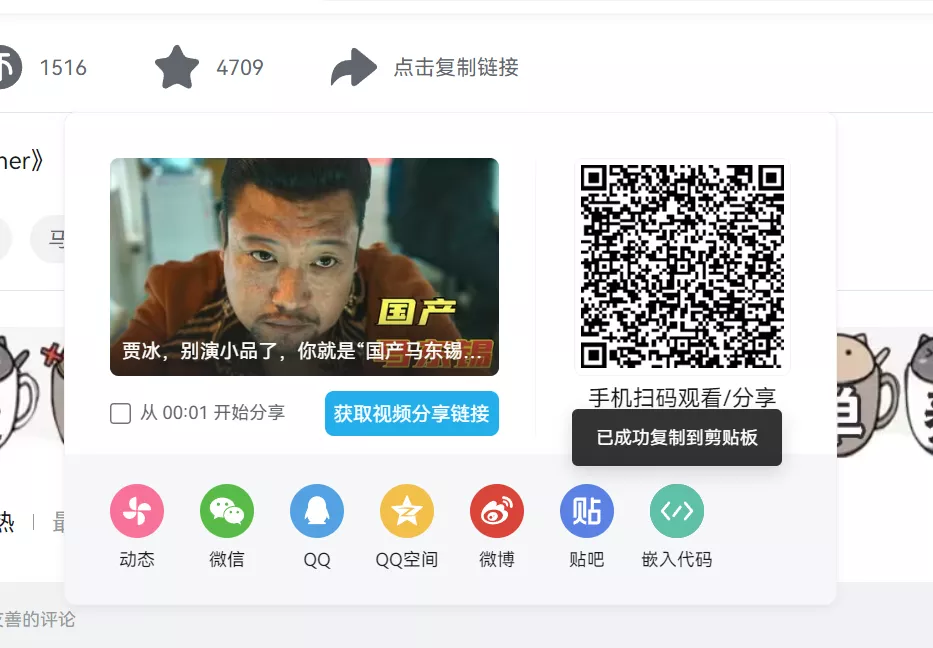 1516
4709
点击复制链接
her》
马
国产
贾冰，别演小品了，你就是“国产马东锡...
从 00:01 开始分享
获取视频分享链接
手机扫码观看/分享
已成功复制到剪贴板
单
热
最
动态
微信
QQ
QQ空间
微博
贴
贴吧
嵌入代码
友善的评论